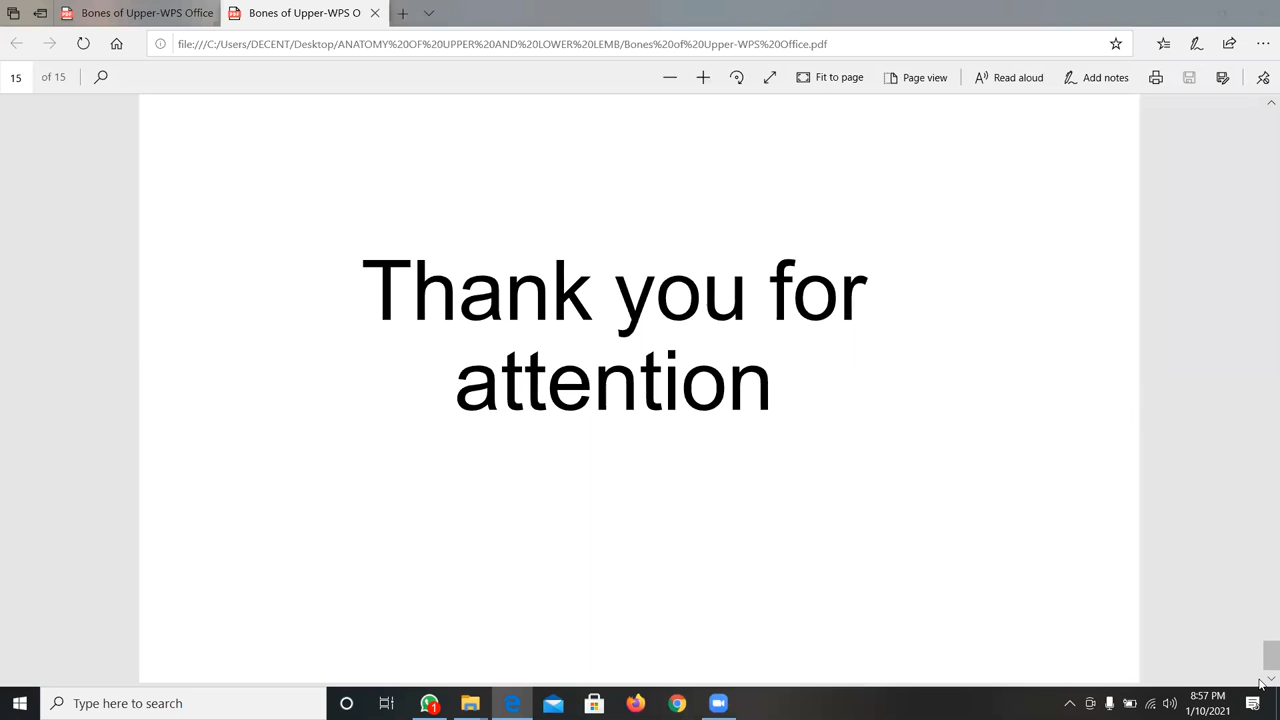 Bones of Upper-WPS Office
Bones of Upper-WPS O
file:///C:/Users/DECENT/Desktop/ANATOMY%20OF%20UPPER%20AND%20LOWER%20LEMB/Bones%20of%20Upper-WPS%20Office.pdf
15 of 15
Fit to page
Page view
Read aloud
Add notes
Thank you for
attention
Type here to search
1
8:57 PM
1/10/2021